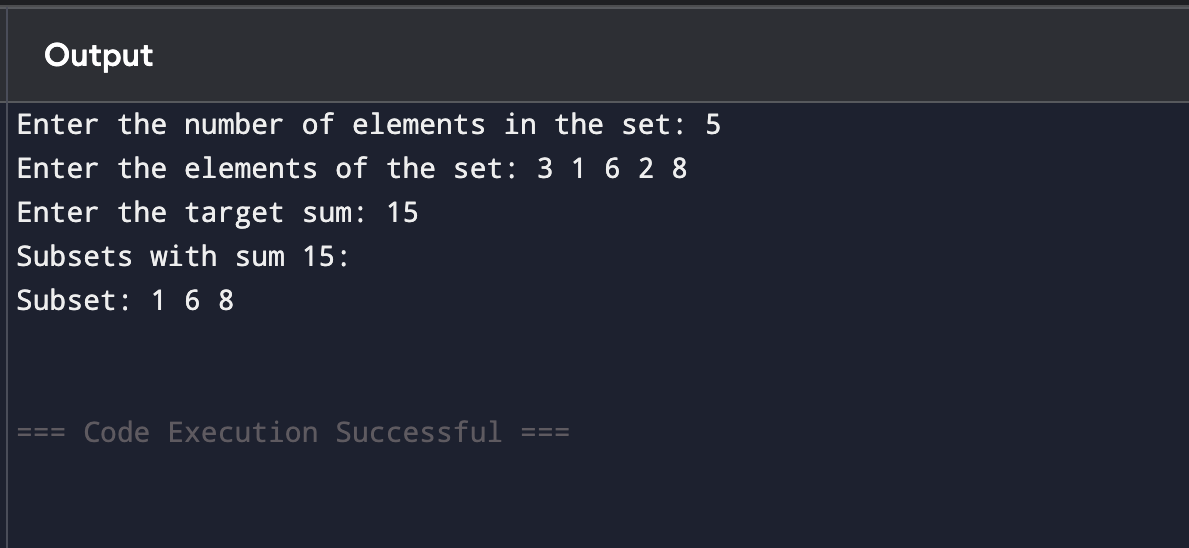 Output
Enter the number of elements in the set: 5
Enter the elements of the set: 3 1 6 2 8
Enter the target sum: 15
Subsets with sum 15:
Subset: 1 6 8
=== Code Execution Successful ===